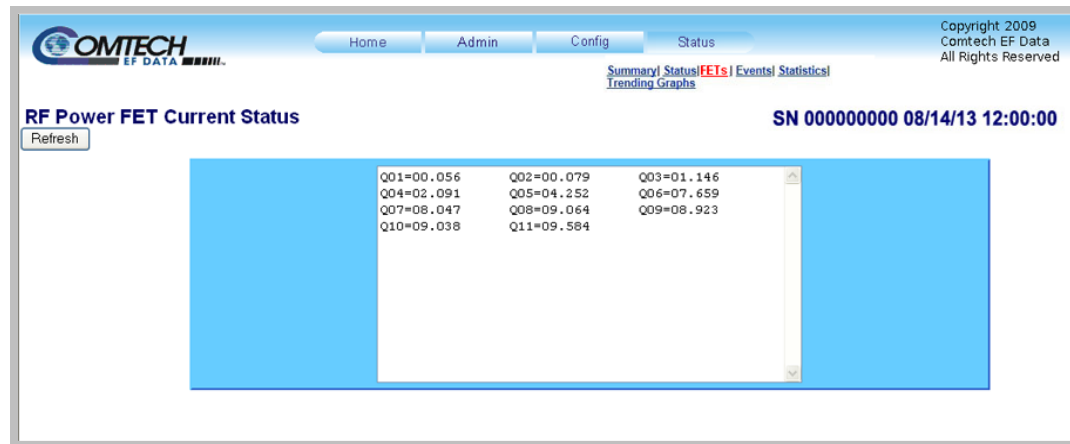 COMTECH
EF DATA
Home Admin Config Status
Copyright 2009
Comtech EF Data
All Rights Reserved
Summary| Status|FETs| Events| Statistics|
Trending Graphs
RF Power FET Current Status
SN 000000000 08/14/13 12:00:00
Refresh
Q01=00.056 Q02=00.079 Q03=01.146
Q04=02.091 Q05=04.252 Q06=07.659
Q07=08.047 Q08=09.064 Q09=08.923
Q10=09.038 Q11=09.584